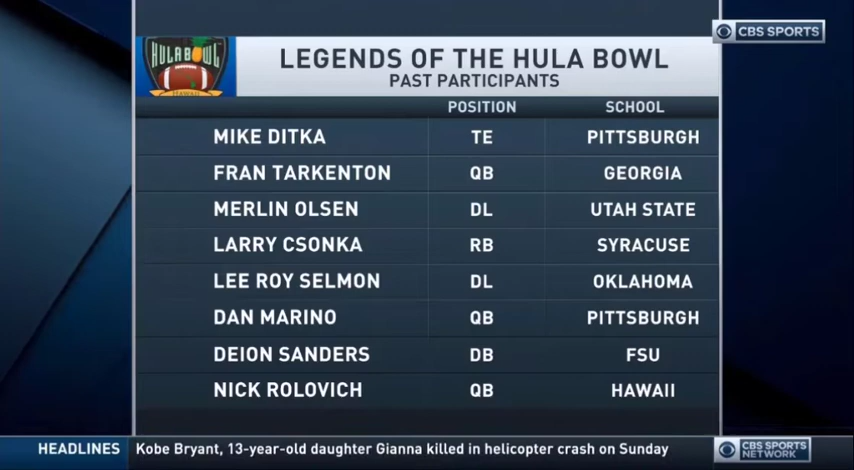 CBS SPORTS
HULA BOWL
HAWAII
LEGENDS OF THE HULA BOWL
PAST PARTICIPANTS
POSITION SCHOOL
MIKE DITKA TE PITTSBURGH
FRAN TARKENTON QB GEORGIA
MERLIN OLSEN DL UTAH STATE
LARRY CSONKA RB SYRACUSE
LEE ROY SELMON DL OKLAHOMA
DAN MARINO QB PITTSBURGH
DEION SANDERS DB FSU
NICK ROLOVICH QB HAWAII
HEADLINES Kobe Bryant, 13-year-old daughter Gianna killed in helicopter crash on Sunday
CBS SPORTS
NETWORK